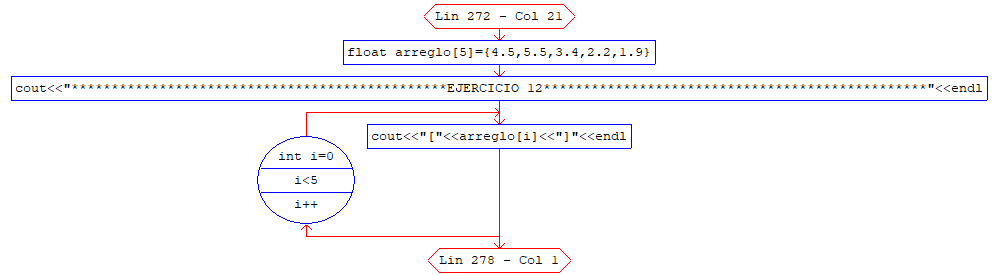 Lin 272 - Col 21
float arreglo[5]={4.5,5.5,3.4,2.2,1.9}
cout<<"***********************************************EJERCICIO 12************************************************"<<endl
cout<<"["<<arreglo[i]<<"]"<<endl
int i=0
i<5
i++
Lin 278 - Col 1